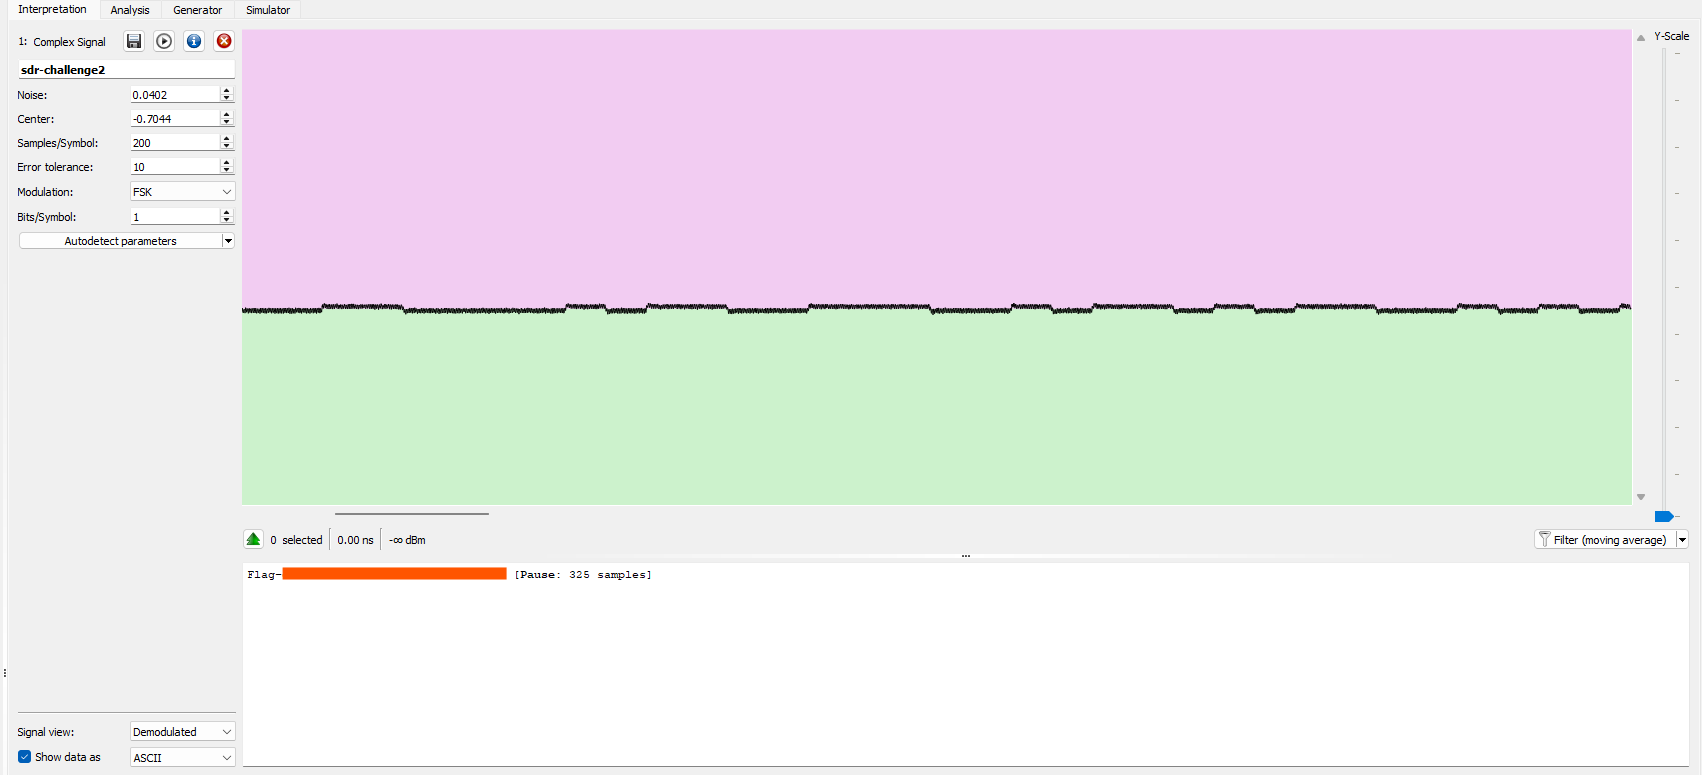 Interpretation Analysis Generator Simulator
1: Complex Signal
Y-Scale
sdr-challenge2
Noise: 0.0402
Center: -0.7044
Samples/Symbol: 200
Error tolerance: 10
Modulation: FSK
Bits/Symbol: 1
Autodetect parameters
0 selected 0.00 ns -∞ dBm
Filter (moving average)
Flag- [Pause: 325 samples]
Signal view: Demodulated
Show data as ASCII